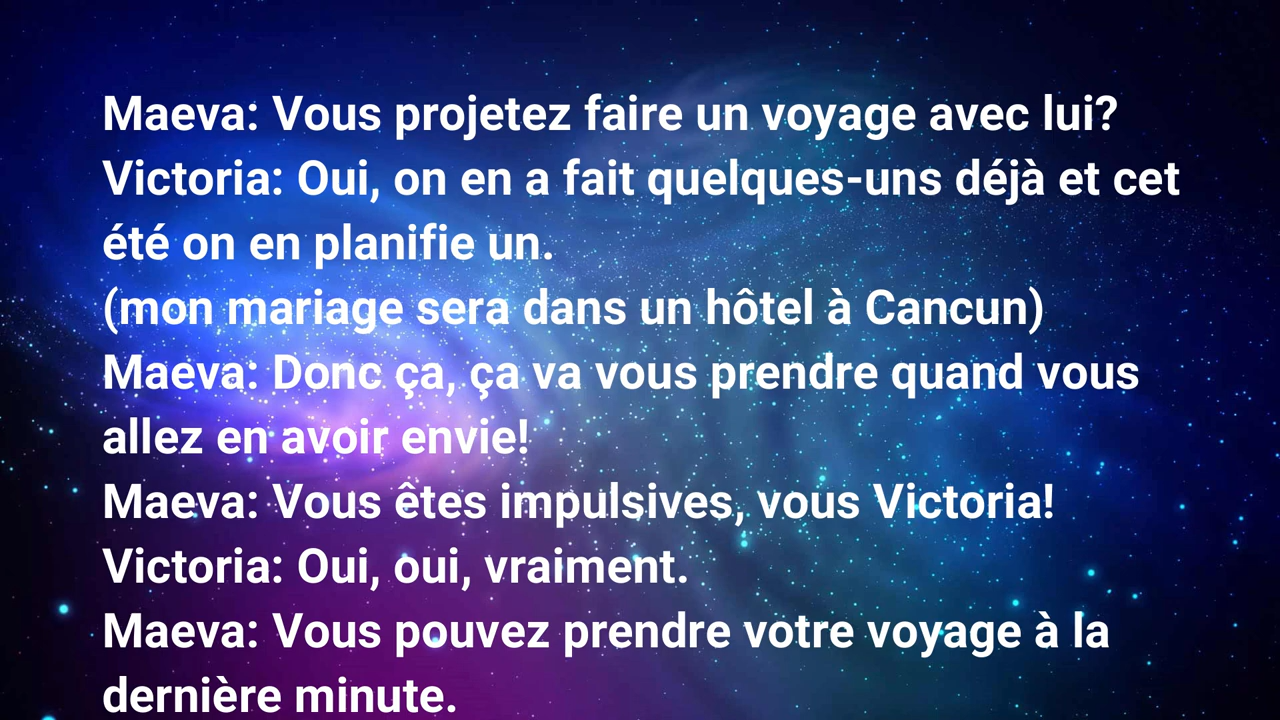 Maeva: Vous projetez faire un voyage avec lui?
Victoria: Oui, on en a fait quelques-uns déjà et cet
été on en planifie un.
(mon mariage sera dans un hôtel à Cancun)
Maeva: Donc ça, ça va vous prendre quand vous
allez en avoir envie!
Maeva: Vous êtes impulsives, vous Victoria!
Victoria: Oui, oui, vraiment.
Maeva: Vous pouvez prendre votre voyage à la
dernière minute.